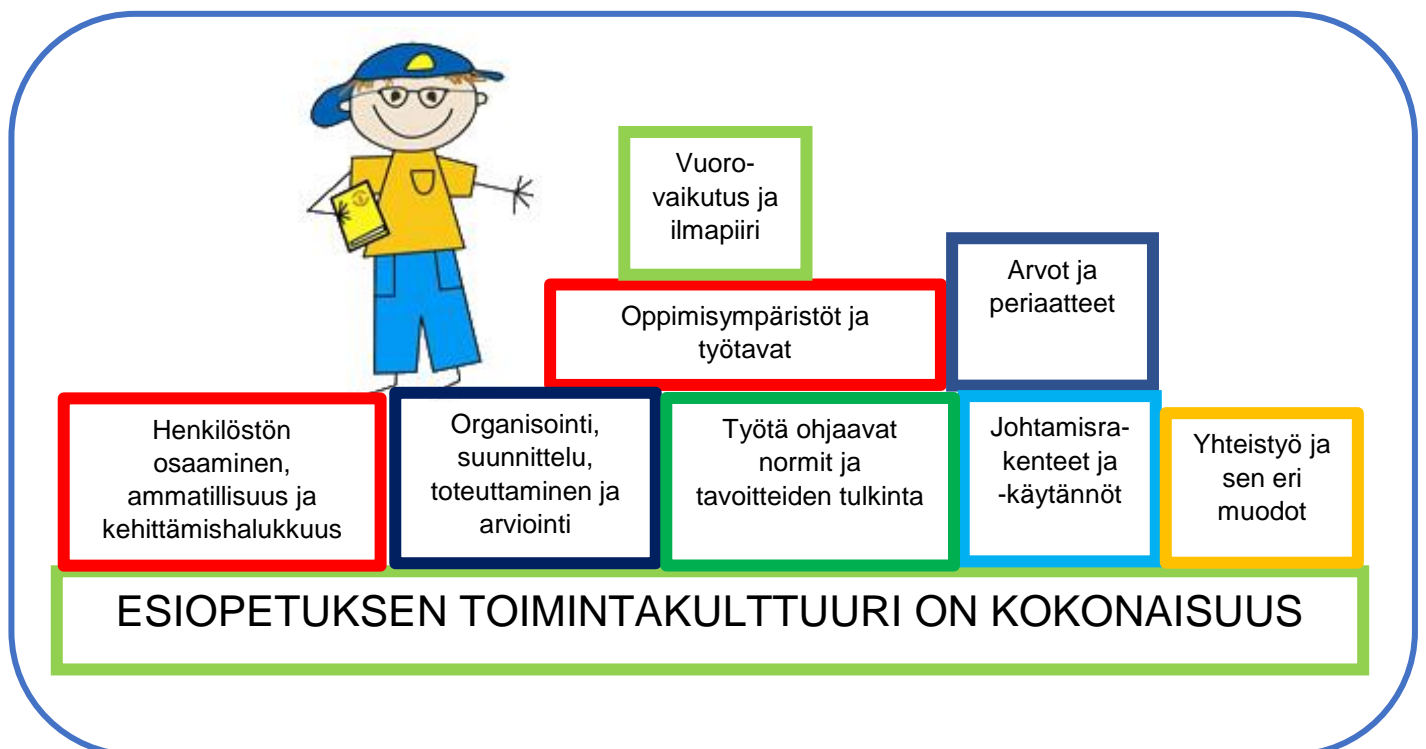 Vuoro-
vaikutus ja
ilmapiiri
Arvot ja
periaatteet
Oppimisympäristöt ja
työtavat
Henkilöstön
osaaminen,
ammatillisuus ja
kehittämishalukkuus
Organisointi,
suunnittelu,
toteuttaminen ja
arviointi
Työtä ohjaavat
normit ja
tavoitteiden tulkinta
Johtamisra-
kenteet ja
-käytännöt
Yhteistyö ja
sen eri
muodot
ESIOPETUKSEN TOIMINTAKULTTUURI ON KOKONAISUUS